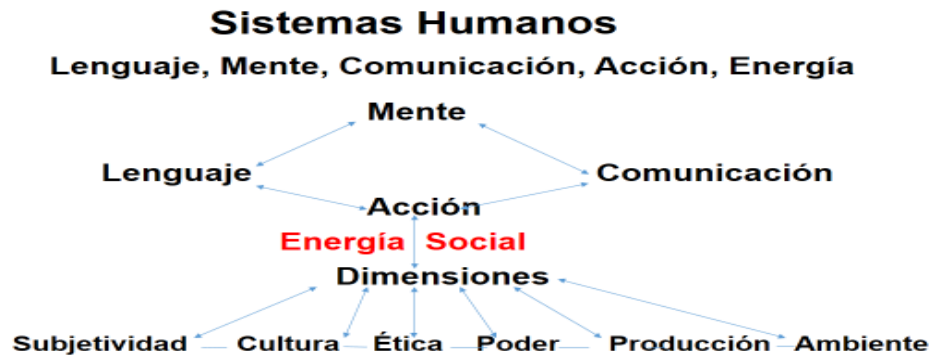 Sistemas Humanos
Lenguaje, Mente, Comunicación, Acción, Energía
Mente
Lenguaje Comunicación
Acción
Energía Social
Dimensiones
Subjetividad Cultura Ética Poder Producción Ambiente